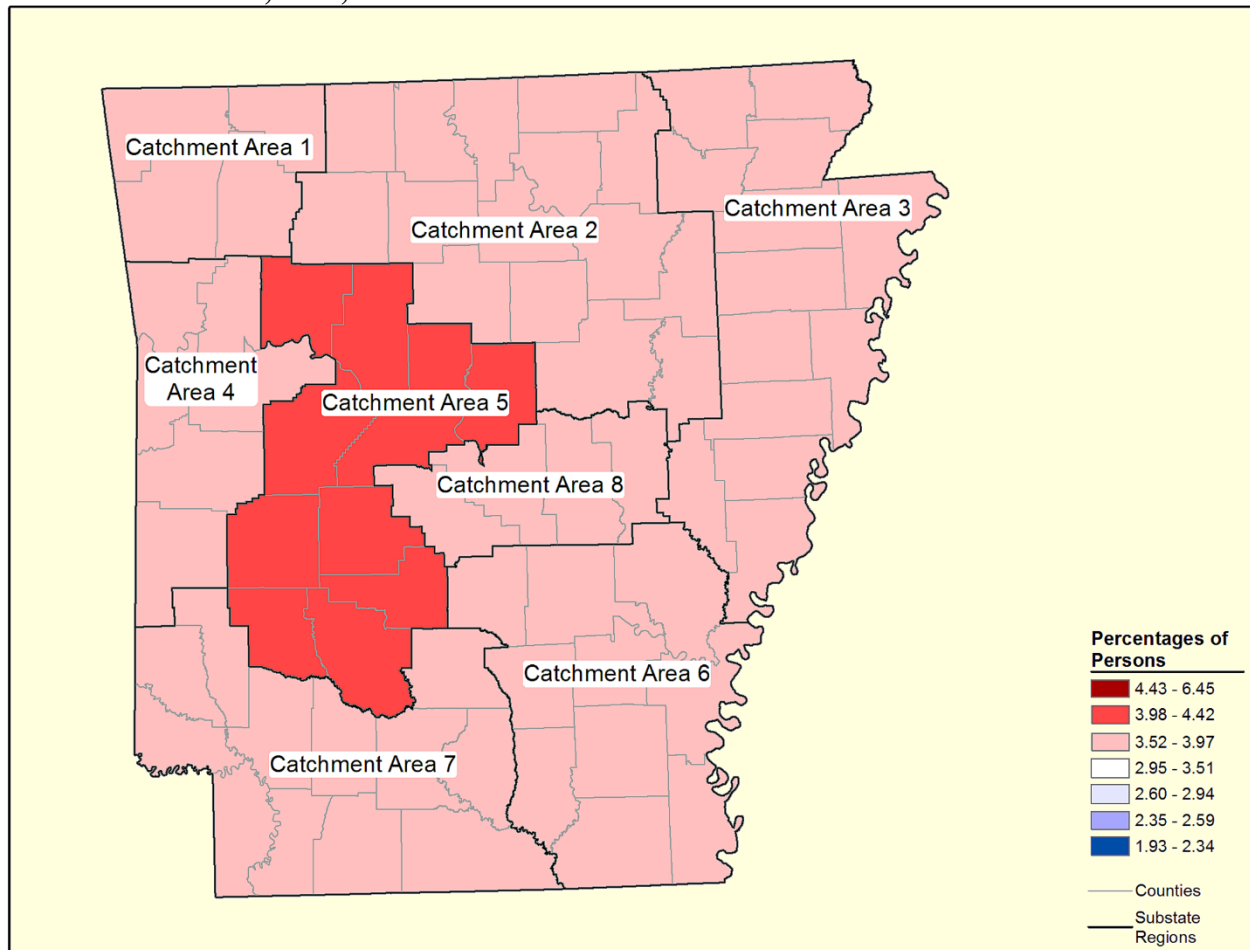 Catchment Area 1
Catchment Area 2
Catchment Area 3
Catchment
Area 4
Catchment Area 5
Catchment Area 8
Catchment Area 6
Catchment Area 7
Percentages of
Persons
4.43 - 6.45
3.98 - 4.42
3.52 - 3.97
2.95 - 3.51
2.60 - 2.94
2.35 - 2.59
1.93 - 2.34
Counties
Substate
Regions